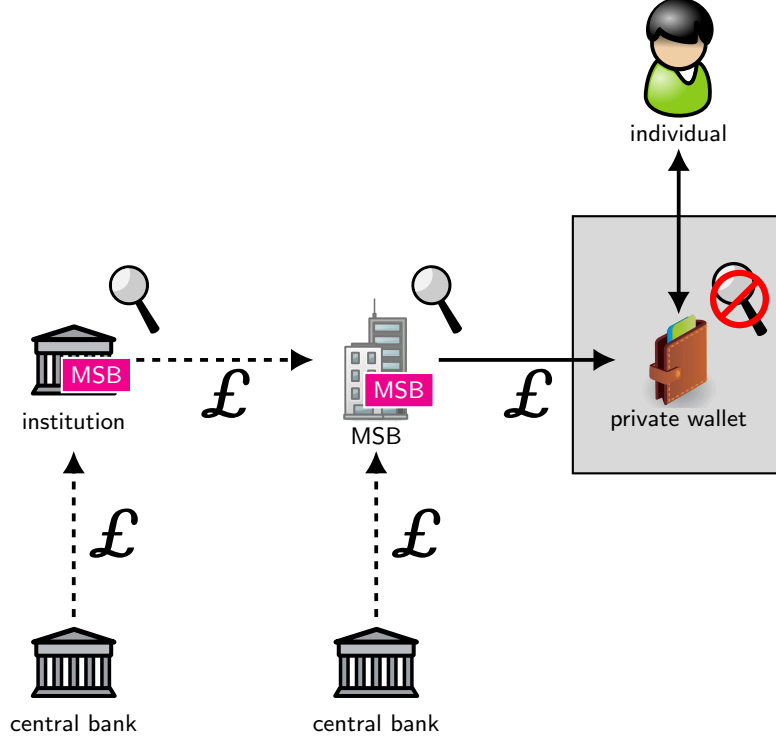 individual
MSB
institution
£
MSB
MSB
£
private wallet
£
£
central bank
central bank